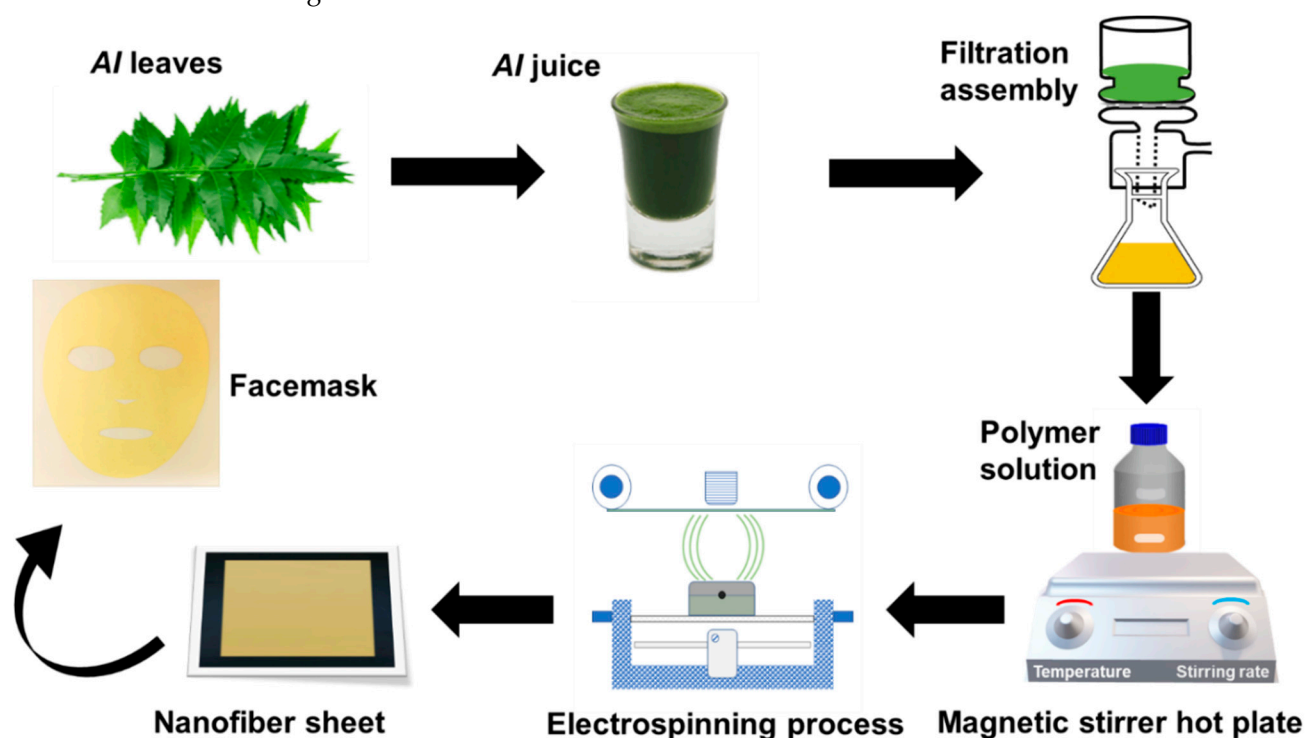 AI leaves
AI juice
Filtration
assembly
Facemask
Polymer
solution
Temperature
Stirring rate
Nanofiber sheet
Electrospinning process
Magnetic stirrer hot plate